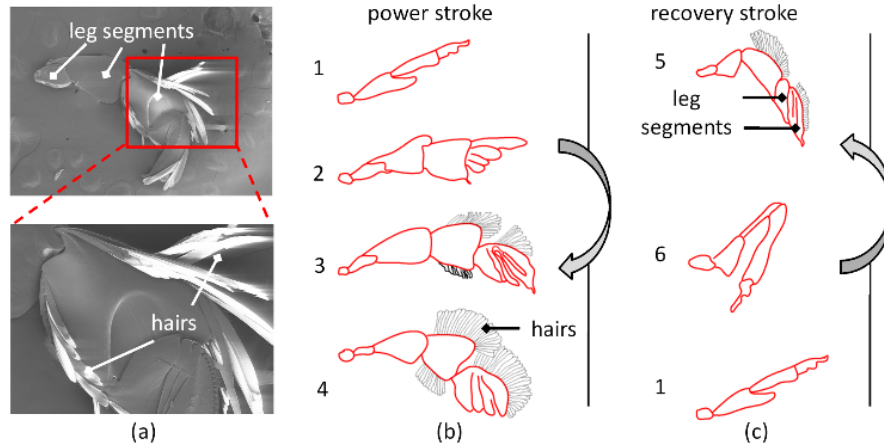 leg segments
hairs
(a)
power stroke
1
2
3
hairs
4
(b)
recovery stroke
5
leg
segments
6
1
(c)